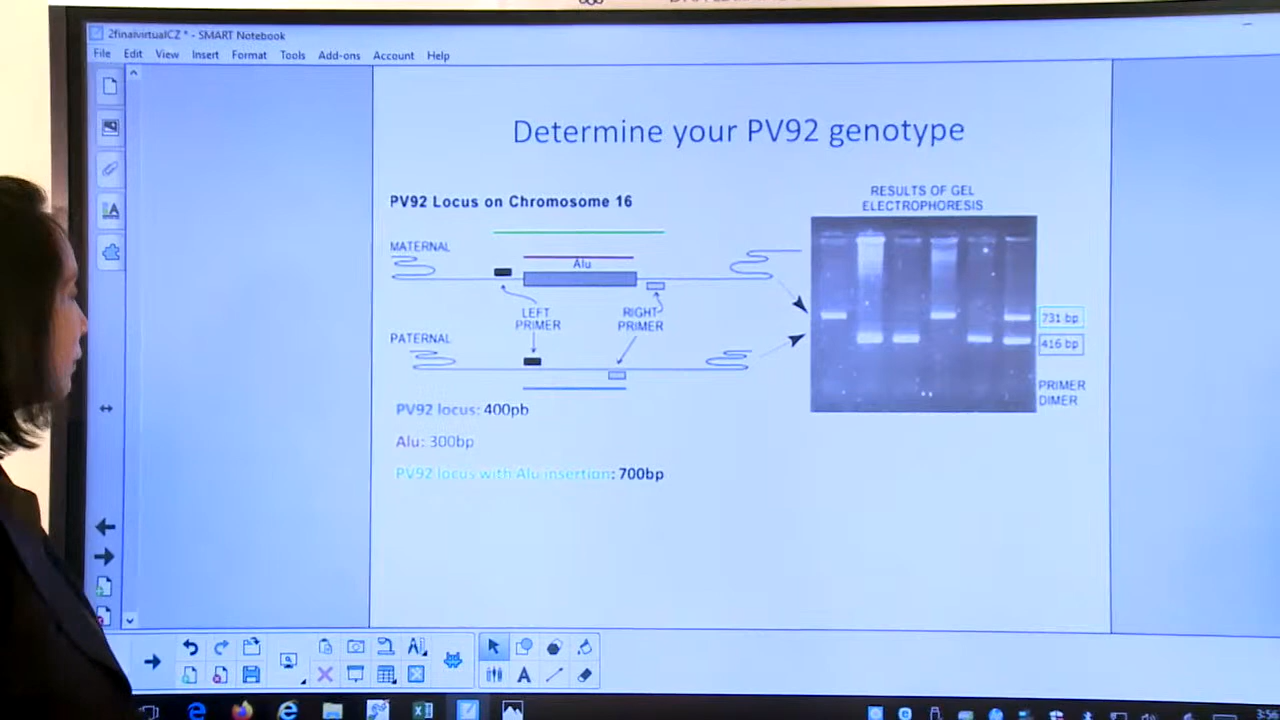 2finalvirtualCZ * - SMART Notebook
File Edit View Insert Format Tools Add-ons Account Help
Determine your PV92 genotype
PV92 Locus on Chromosome 16
MATERNAL
Alu
LEFT
PRIMER
RIGHT
PRIMER
PATERNAL
PV92 locus: 400pb
Alu: 300bp
PV92 locus with Alu insertion: 700bp
RESULTS OF GEL
ELECTROPHORESIS
731 bp
416 bp
PRIMER
DIMER